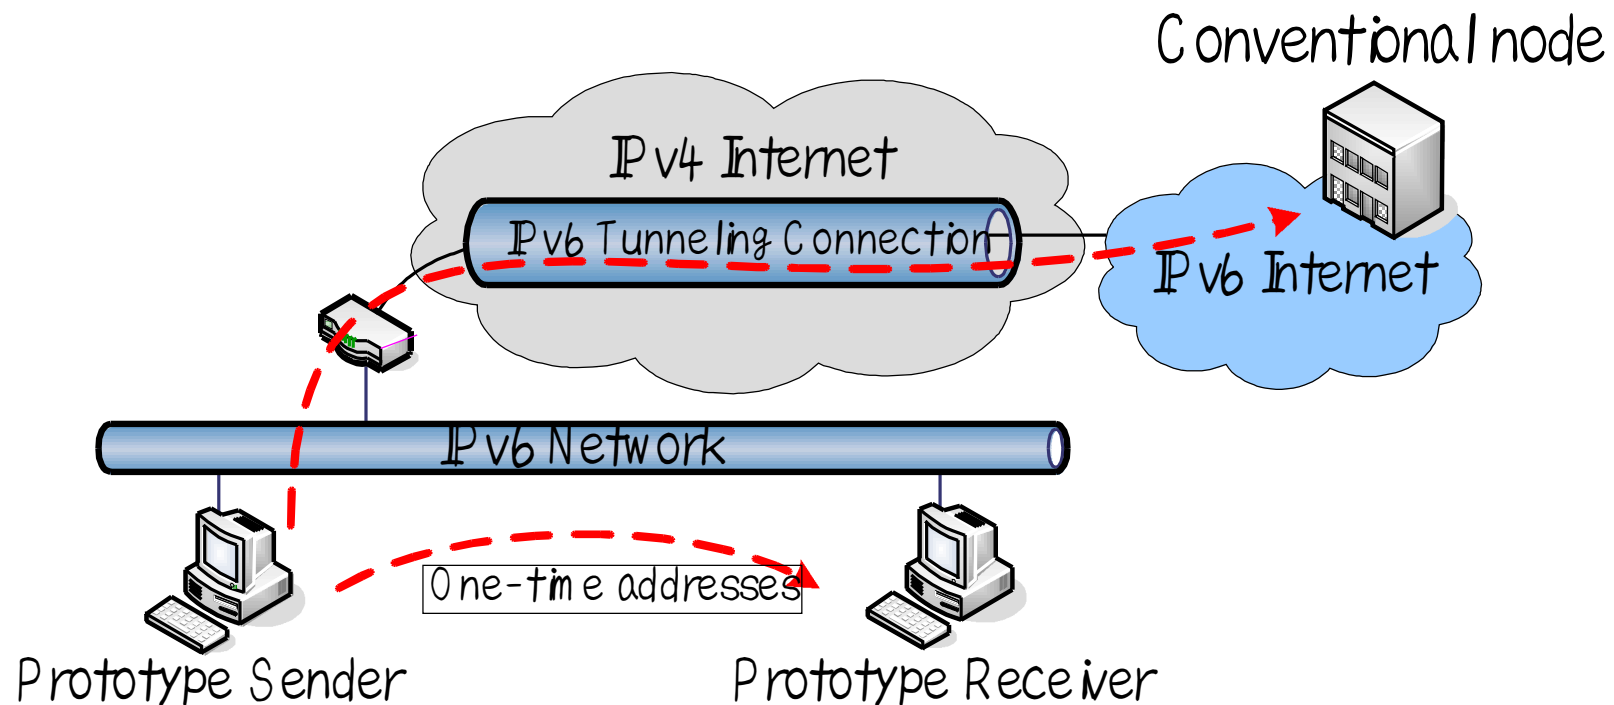 Conventional node
IPv4 Internet
IPv6 Tunneling Connection
IPv6 Internet
IPv6 Network
One-time addresses
Prototype Sender
Prototype Receiver